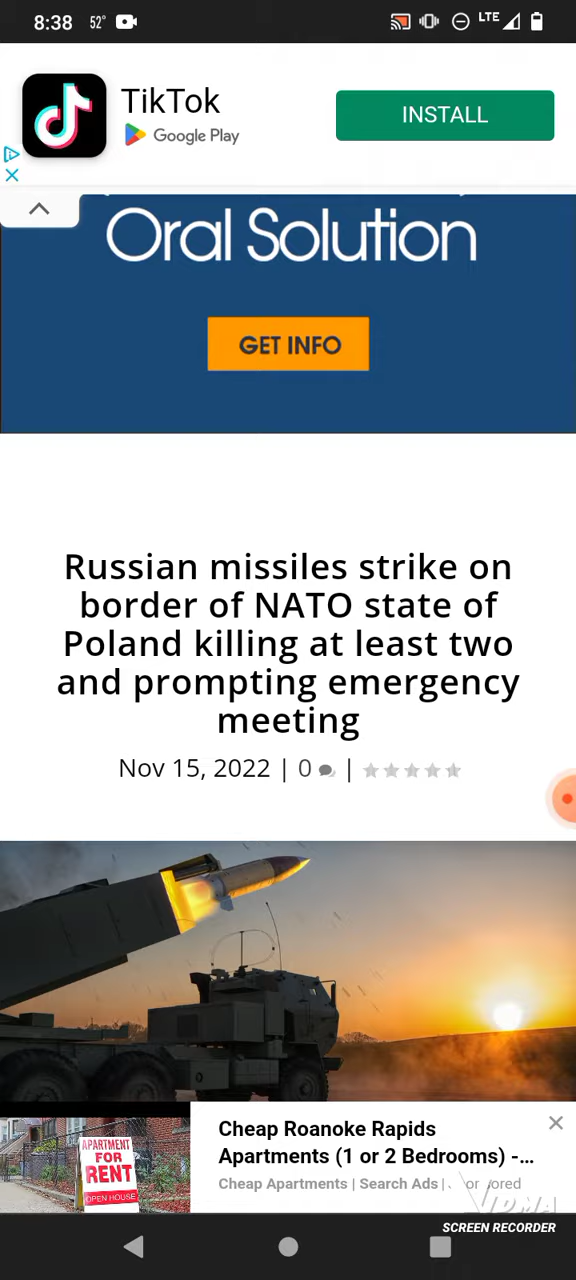 8:38 52° LTE
TikTok
Google Play
INSTALL
Oral Solution
GET INFO
Russian missiles strike on
border of NATO state of
Poland killing at least two
and prompting emergency
meeting
Nov 15, 2022 | 0 |
APARTMENT
FOR
RENT
OPEN HOUSE
Cheap Roanoke Rapids
Apartments (1 or 2 Bedrooms) -...
Cheap Apartments | Search Ads |
VIDMA
SCREEN RECORDER